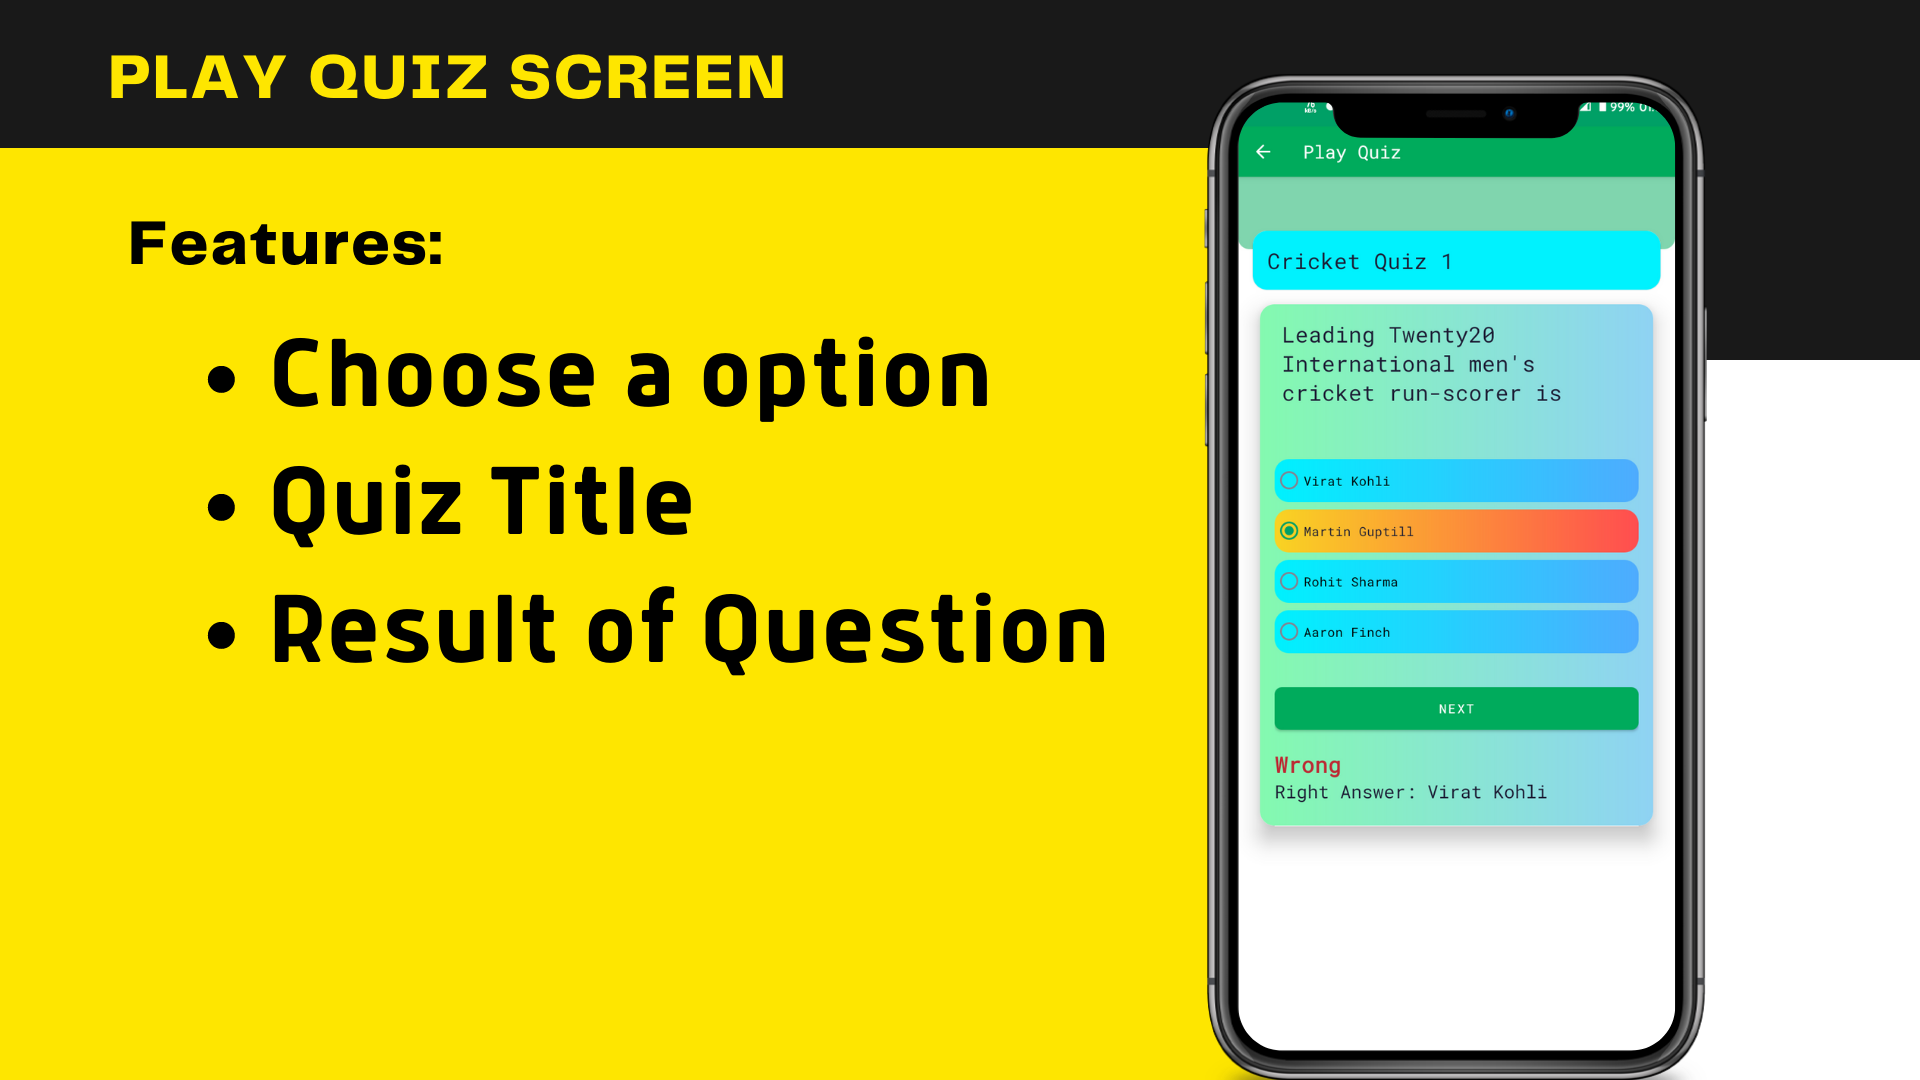 PLAY QUIZ SCREEN
Features:
• Choose a option
• Quiz Title
• Result of Question
76
99%
Play Quiz
Cricket Quiz 1
Leading Twenty20
International men's
cricket run-scorer is
Virat Kohli
Martin Guptill
Rohit Sharma
Aaron Finch
NEXT
Wrong
Right Answer: Virat Kohli